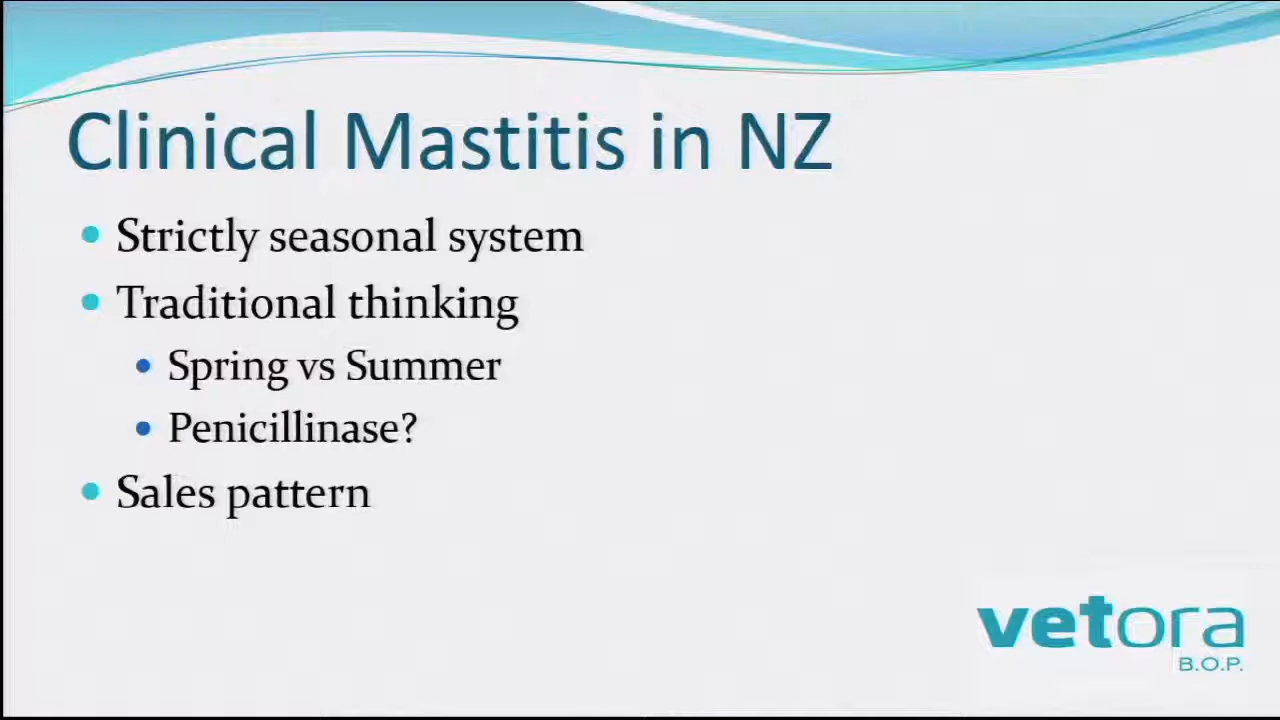 Clinical Mastitis in NZ
Strictly seasonal system
Traditional thinking
Spring vs Summer
Penicillinase?
Sales pattern
vetora
B.O.P.